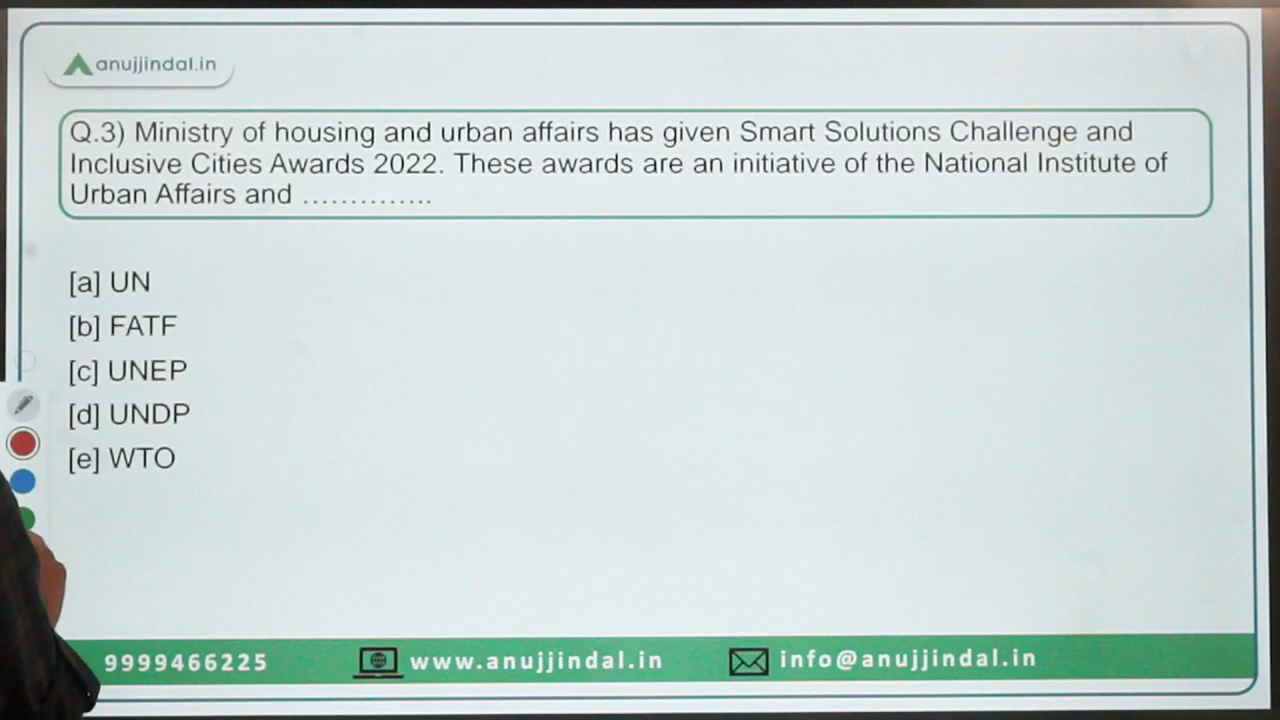 anujjindal.in
Q.3) Ministry of housing and urban affairs has given Smart Solutions Challenge and
Inclusive Cities Awards 2022. These awards are an initiative of the National Institute of
Urban Affairs and ……………
[a] UN
[b] FATF
[c] UNEP
[d] UNDP
[e] WTO
9999466225
www.anujjindal.in
info@anujjindal.in